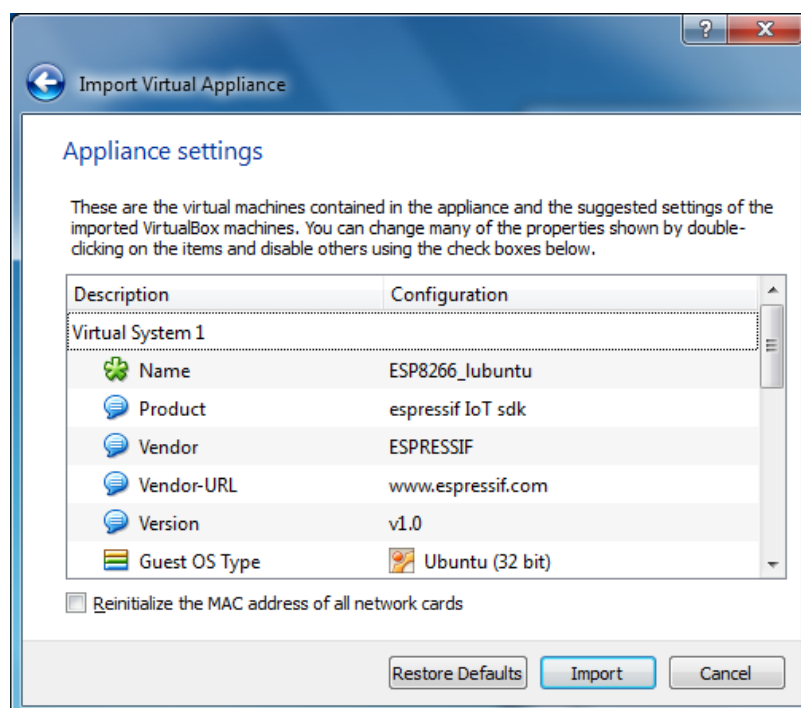 ?
x
Import Virtual Appliance
Appliance settings
These are the virtual machines contained in the appliance and the suggested settings of the
imported VirtualBox machines. You can change many of the properties shown by double-
clicking on the items and disable others using the check boxes below.
Description Configuration
Virtual System 1
Name ESP8266_lubuntu
Product espressif IoT sdk
Vendor ESPRESSIF
Vendor-URL www.espressif.com
Version v1.0
Guest OS Type Ubuntu (32 bit)
Reinitialize the MAC address of all network cards
Restore Defaults Import Cancel